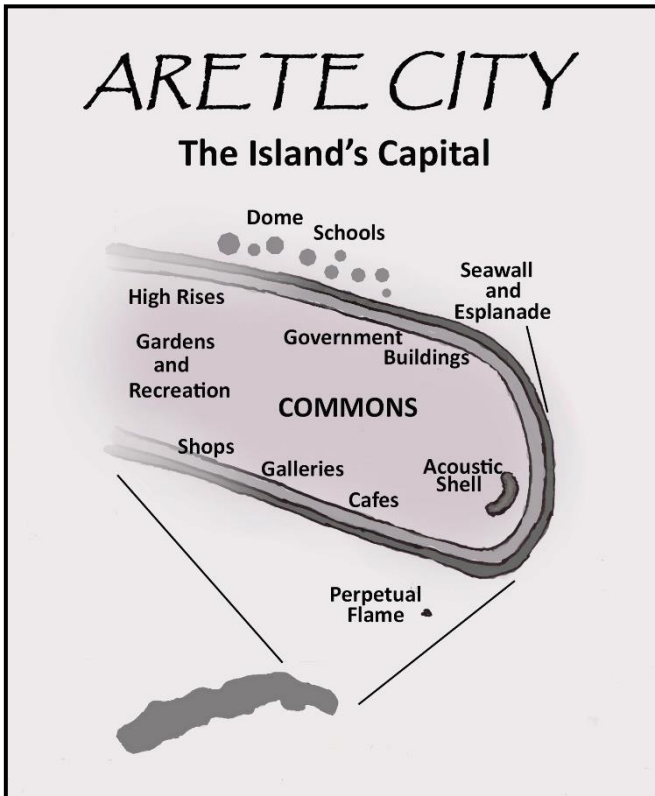 ARETE CITY
The Island's Capital
Dome
Schools
Seawall
and
Esplanade
High Rises
Government
Buildings
Gardens
and
Recreation
COMMONS
Shops
Galleries
Cafes
Acoustic
Shell
Perpetual
Flame